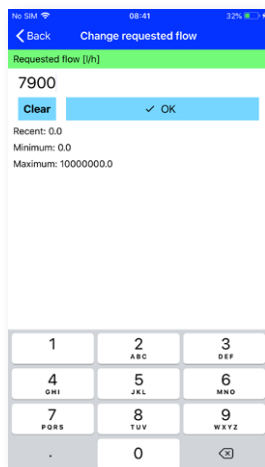 No SIM 08:41 32%
Back Change requested flow
Requested flow [l/h]
7900
Clear ✓ OK
Recent: 0.0
Minimum: 0.0
Maximum: 10000000.0
1 2 3
ABC DEF
4 5 6
GHI JKL MNO
7 8 9
PQRS TUV WXYZ
. 0